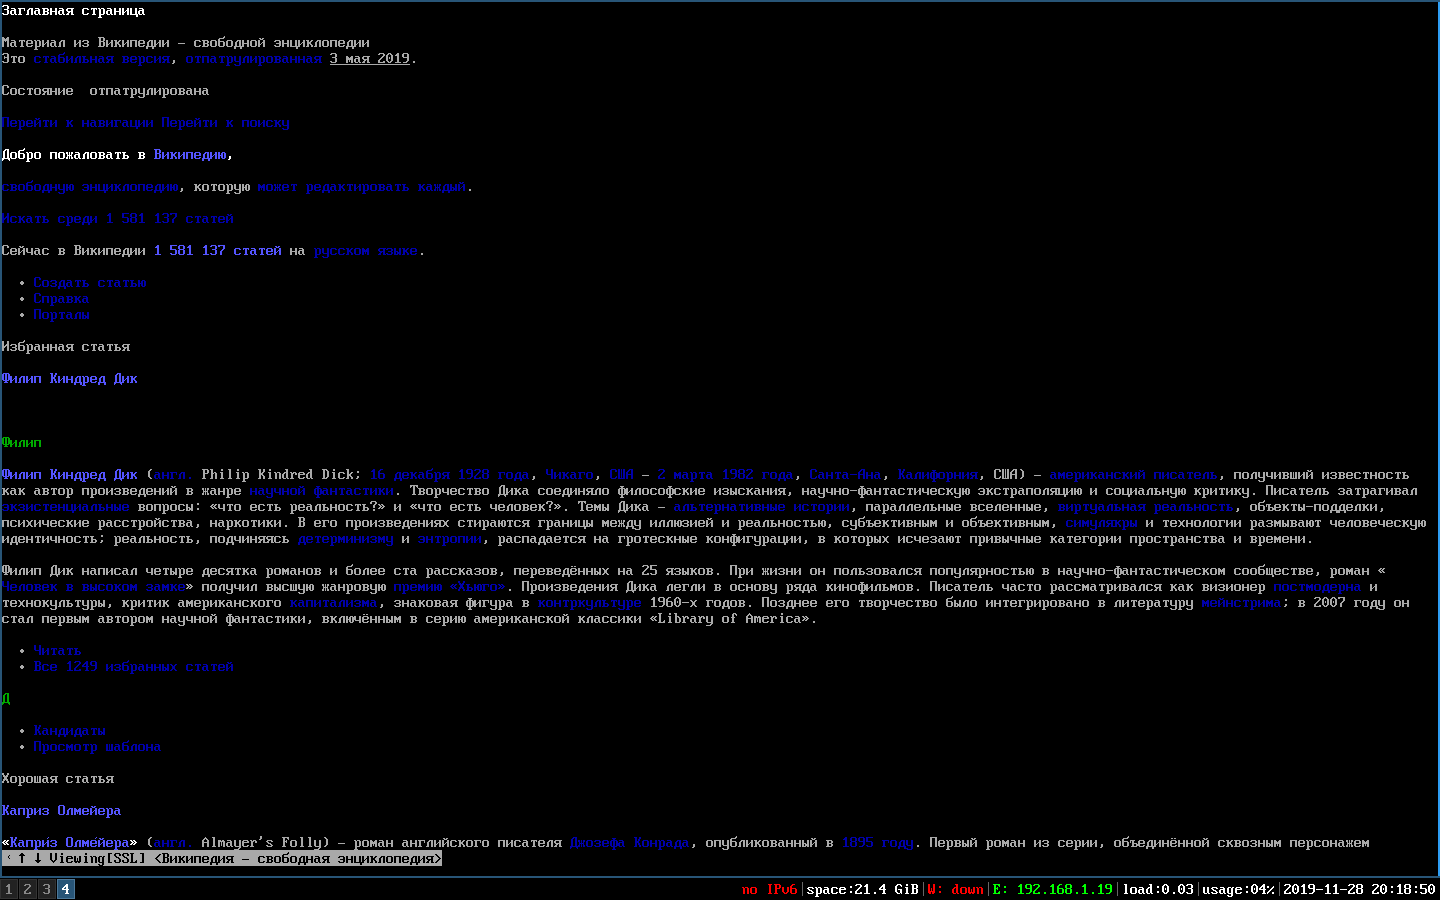 Заглавная страница
Материал из Википедии — свободной энциклопедии
Это стабильная версия, отпатрулированная 3 мая 2019.
Состояние  отпатрулирована
Перейти к навигации Перейти к поиску
Добро пожаловать в Википедию,
свободную энциклопедию, которую может редактировать каждый.
Искать среди 1 581 137 статей
Сейчас в Википедии 1 581 137 статей на русском языке.
• Создать статью
• Справка
• Порталы
Избранная статья
Филип Киндред Дик
Филип
Филип Киндред Дик (англ. Philip Kindred Dick; 16 декабря 1928 года, Чикаго, США — 2 марта 1982 года, Санта-Ана, Калифорния, США) — американский писатель, получивший известность
как автор произведений в жанре научной фантастики. Творчество Дика соединяло философские изыскания, научно-фантастическую экстраполяцию и социальную критику. Писатель затрагивал
экзистенциальные вопросы: «что есть реальность?» и «что есть человек?». Темы Дика — альтернативные истории, параллельные вселенные, виртуальная реальность, объекты-подделки,
психические расстройства, наркотики. В его произведениях стираются границы между иллюзией и реальностью, субъективным и объективным, симулякры и технологии размывают человеческую
идентичность; реальность, подчиняясь детерминизму и энтропии, распадается на гротескные конфигурации, в которых исчезают привычные категории пространства и времени.
Филип Дик написал четыре десятка романов и более ста рассказов, переведённых на 25 языков. При жизни он пользовался популярностью в научно-фантастическом сообществе, роман «
Человек в высоком замке» получил высшую жанровую премию «Хьюго». Произведения Дика легли в основу ряда кинофильмов. Писатель часто рассматривался как визионер постмодерна и
технокультуры, критик американского капитализма, знаковая фигура в контркультуре 1960-х годов. Позднее его творчество было интегрировано в литературу мейнстрима; в 2007 году он
стал первым автором научной фантастики, включённым в серию американской классики «Library of America».
• Читать
• Все 1249 избранных статей
Д
• Кандидаты
• Просмотр шаблона
Хорошая статья
Каприз Олмейера
«Капри́з Олме́йера» (англ. Almayer's Folly) — роман английского писателя Джозефа Конрада, опубликованный в 1895 году. Первый роман из серии, объединённой сквозным персонажем
‹ ↑ ↓ Viewing[SSL] <Википедия — свободная энциклопедия>
1 2 3 4 no IPv6|space:21.4 GiB|W: down|E: 192.168.1.19|load:0.03|usage:04%|2019-11-28 20:18:50